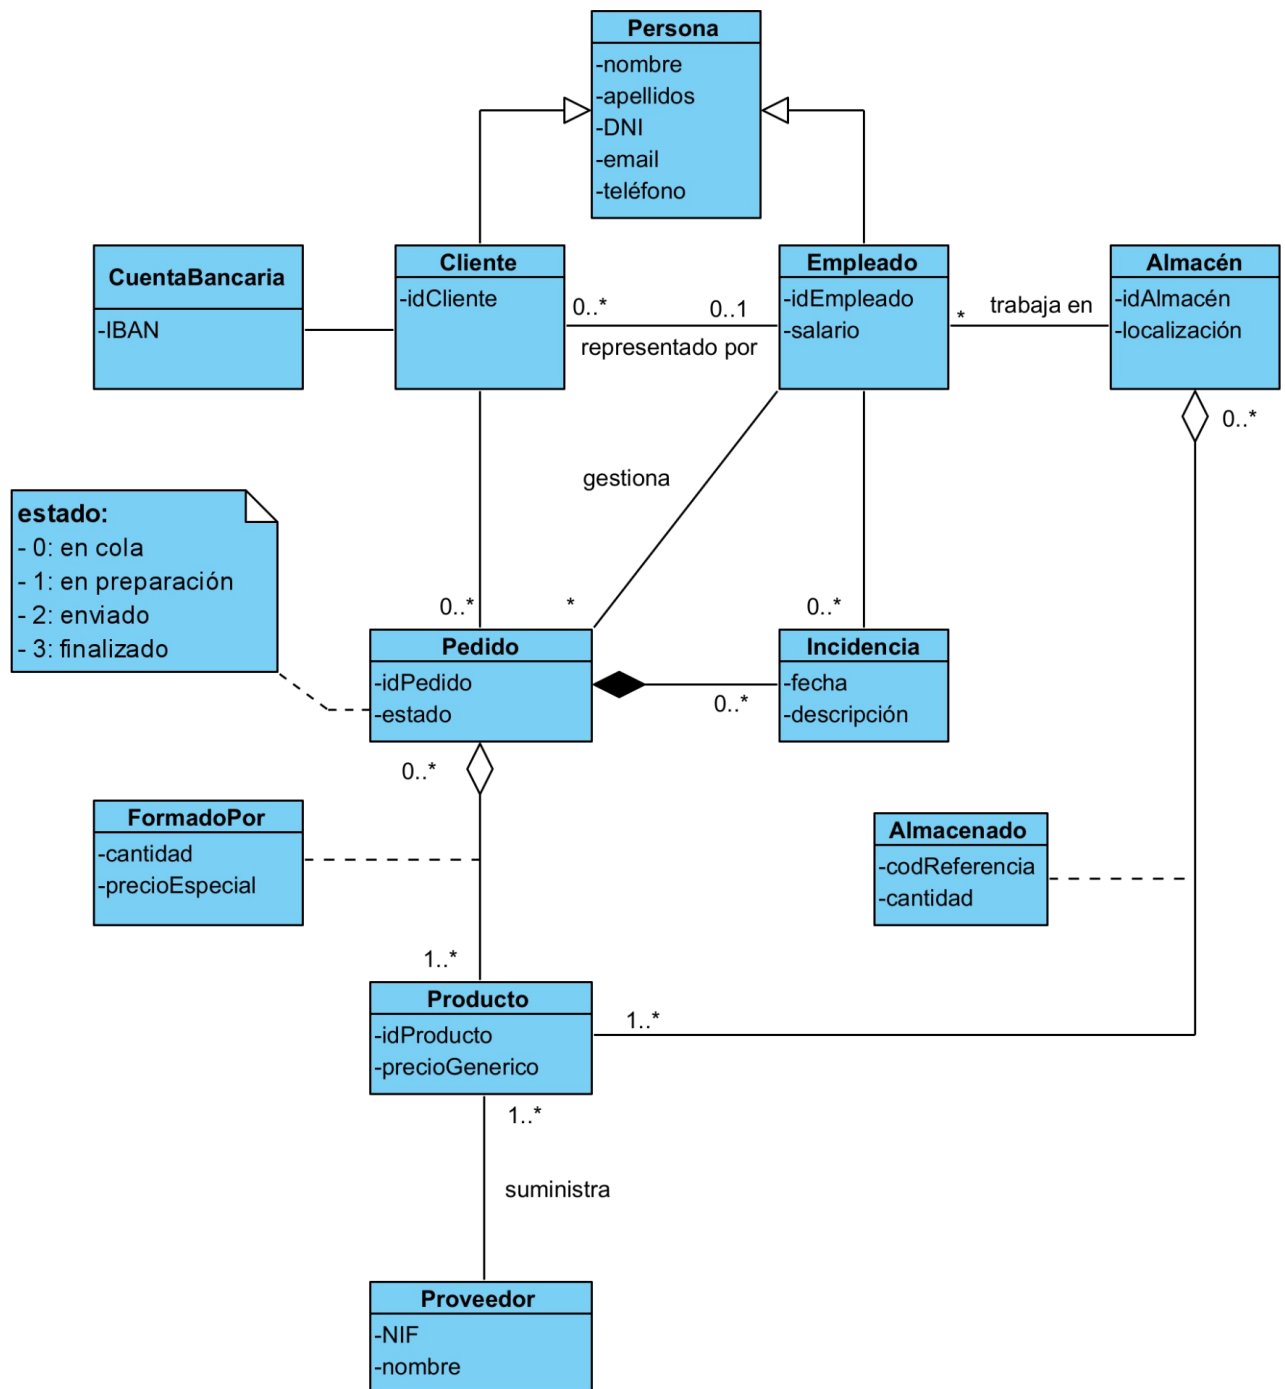 Persona
-nombre
-apellidos
-DNI
-email
-teléfono
CuentaBancaria
-IBAN
Cliente
-idCliente
0..*
0..1
representado por
Empleado
-idEmpleado
-salario
*
trabaja en
Almacén
-idAlmacén
-localización
0..*
gestiona
estado:
- 0: en cola
- 1: en preparación
- 2: enviado
- 3: finalizado
0..*
*
0..*
Pedido
-idPedido
-estado
0..*
Incidencia
-fecha
-descripción
0..*
FormadoPor
-cantidad
-precioEspecial
Almacenado
-codReferencia
-cantidad
1..*
Producto
-idProducto
-precioGenerico
1..*
1..*
suministra
Proveedor
-NIF
-nombre